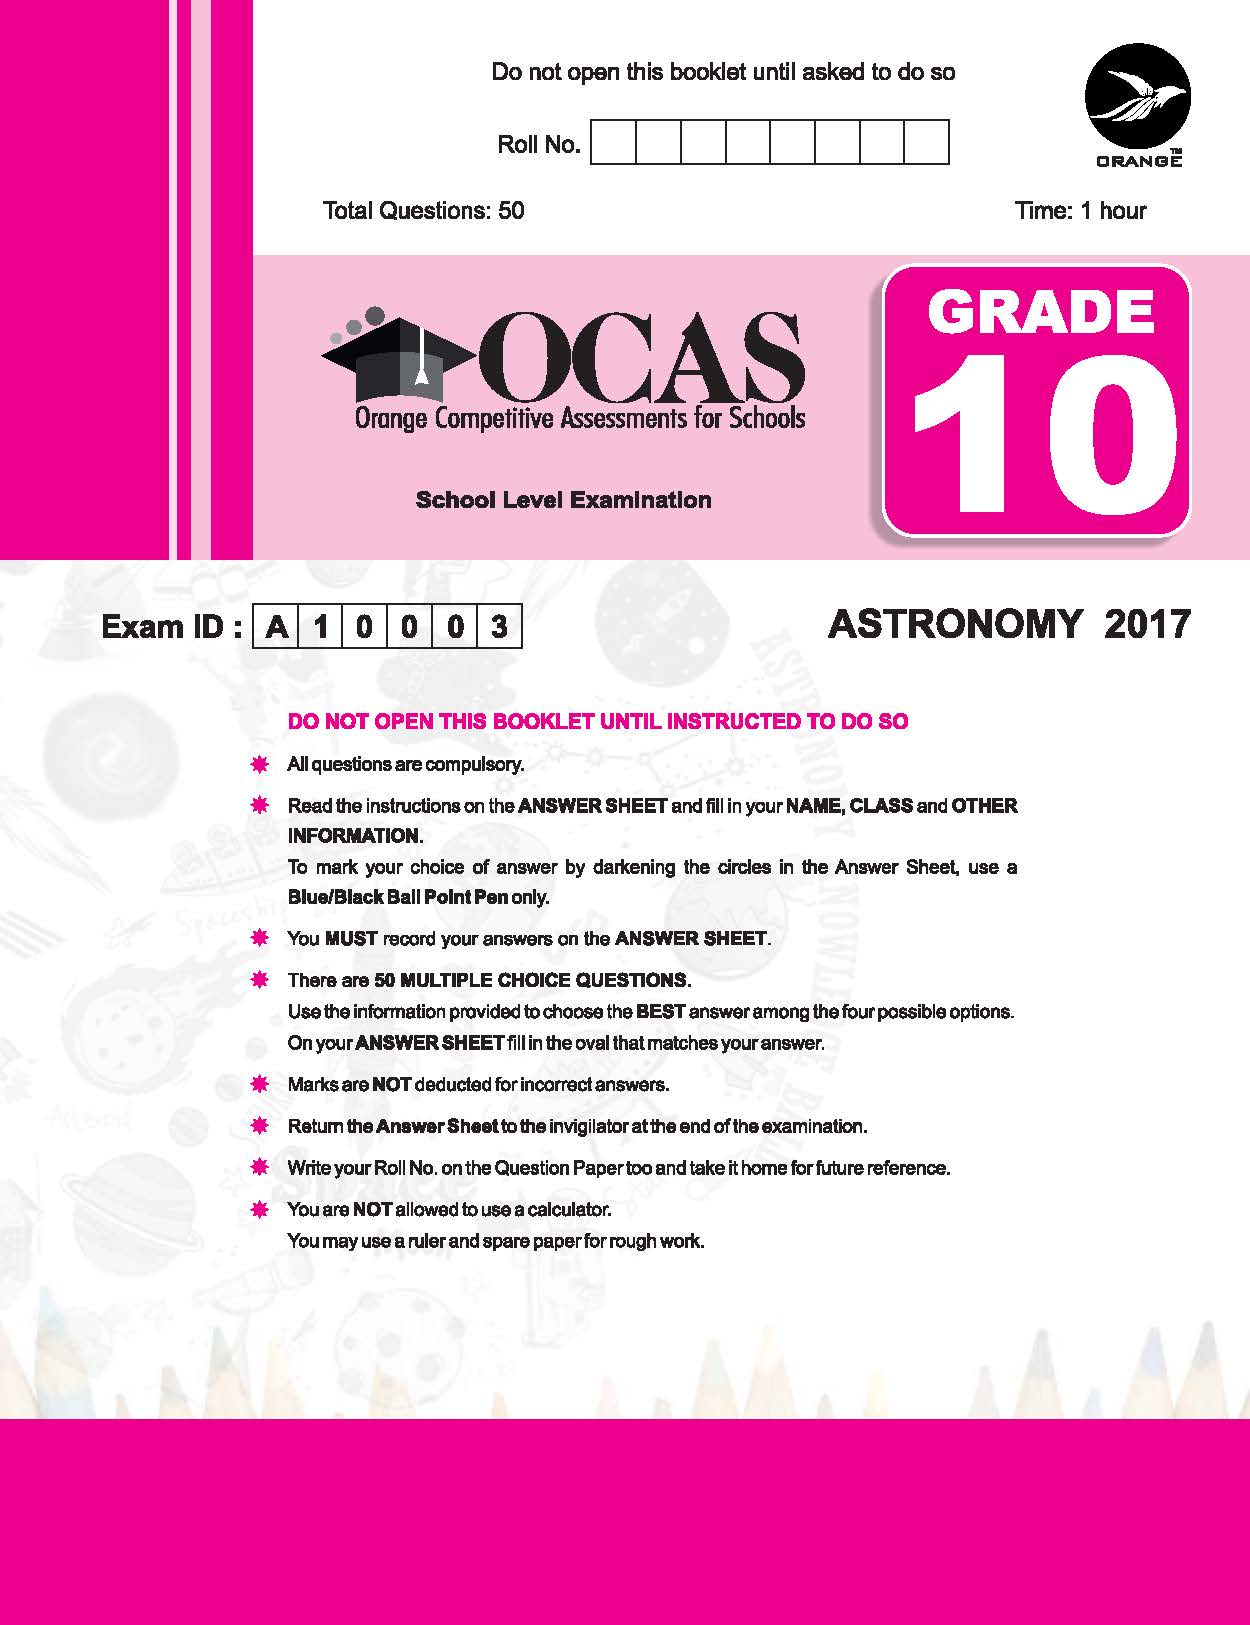 Do not open this booklet until asked to do so
Roll No.
ORANGE™
Total Questions: 50
Time: 1 hour
OCAS
Orange Competitive Assessments for Schools
School Level Examination
GRADE
10
Exam ID : A 1 0 0 0 3
ASTRONOMY 2017
DO NOT OPEN THIS BOOKLET UNTIL INSTRUCTED TO DO SO
All questions are compulsory.
Read the instructions on the ANSWER SHEET and fill in your NAME, CLASS and OTHER
INFORMATION.
To mark your choice of answer by darkening the circles in the Answer Sheet, use a
Blue/Black Ball Point Pen only.
You MUST record your answers on the ANSWER SHEET.
There are 50 MULTIPLE CHOICE QUESTIONS.
Use the information provided to choose the BEST answer among the four possible options.
On your ANSWER SHEET fill in the oval that matches your answer.
Marks are NOT deducted for incorrect answers.
Return the Answer Sheet to the invigilator at the end of the examination.
Write your Roll No. on the Question Paper too and take it home for future reference.
You are NOT allowed to use a calculator.
You may use a ruler and spare paper for rough work.
Asteroid